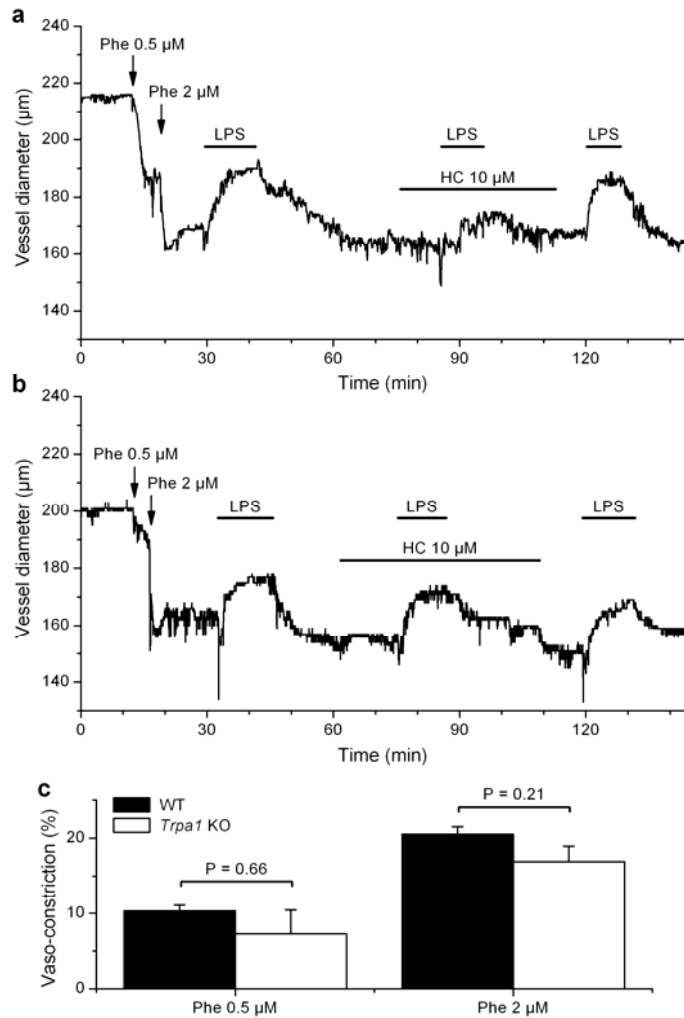 a
240
Phe 0.5 µM
220
Phe 2 µM
LPS
LPS
LPS
200
HC 10 µM
180
160
140
Vessel diameter (µm)
0
30
60
90
120
Time (min)
b
240
220
Phe 0.5 µM
Phe 2 µM
LPS
LPS
LPS
200
HC 10 µM
180
160
140
Vessel diameter (µm)
0
30
60
90
120
Time (min)
c
WT
Trpa1 KO
P = 0.21
20
P = 0.66
10
0
Vaso-constriction (%)
Phe 0.5 µM
Phe 2 µM